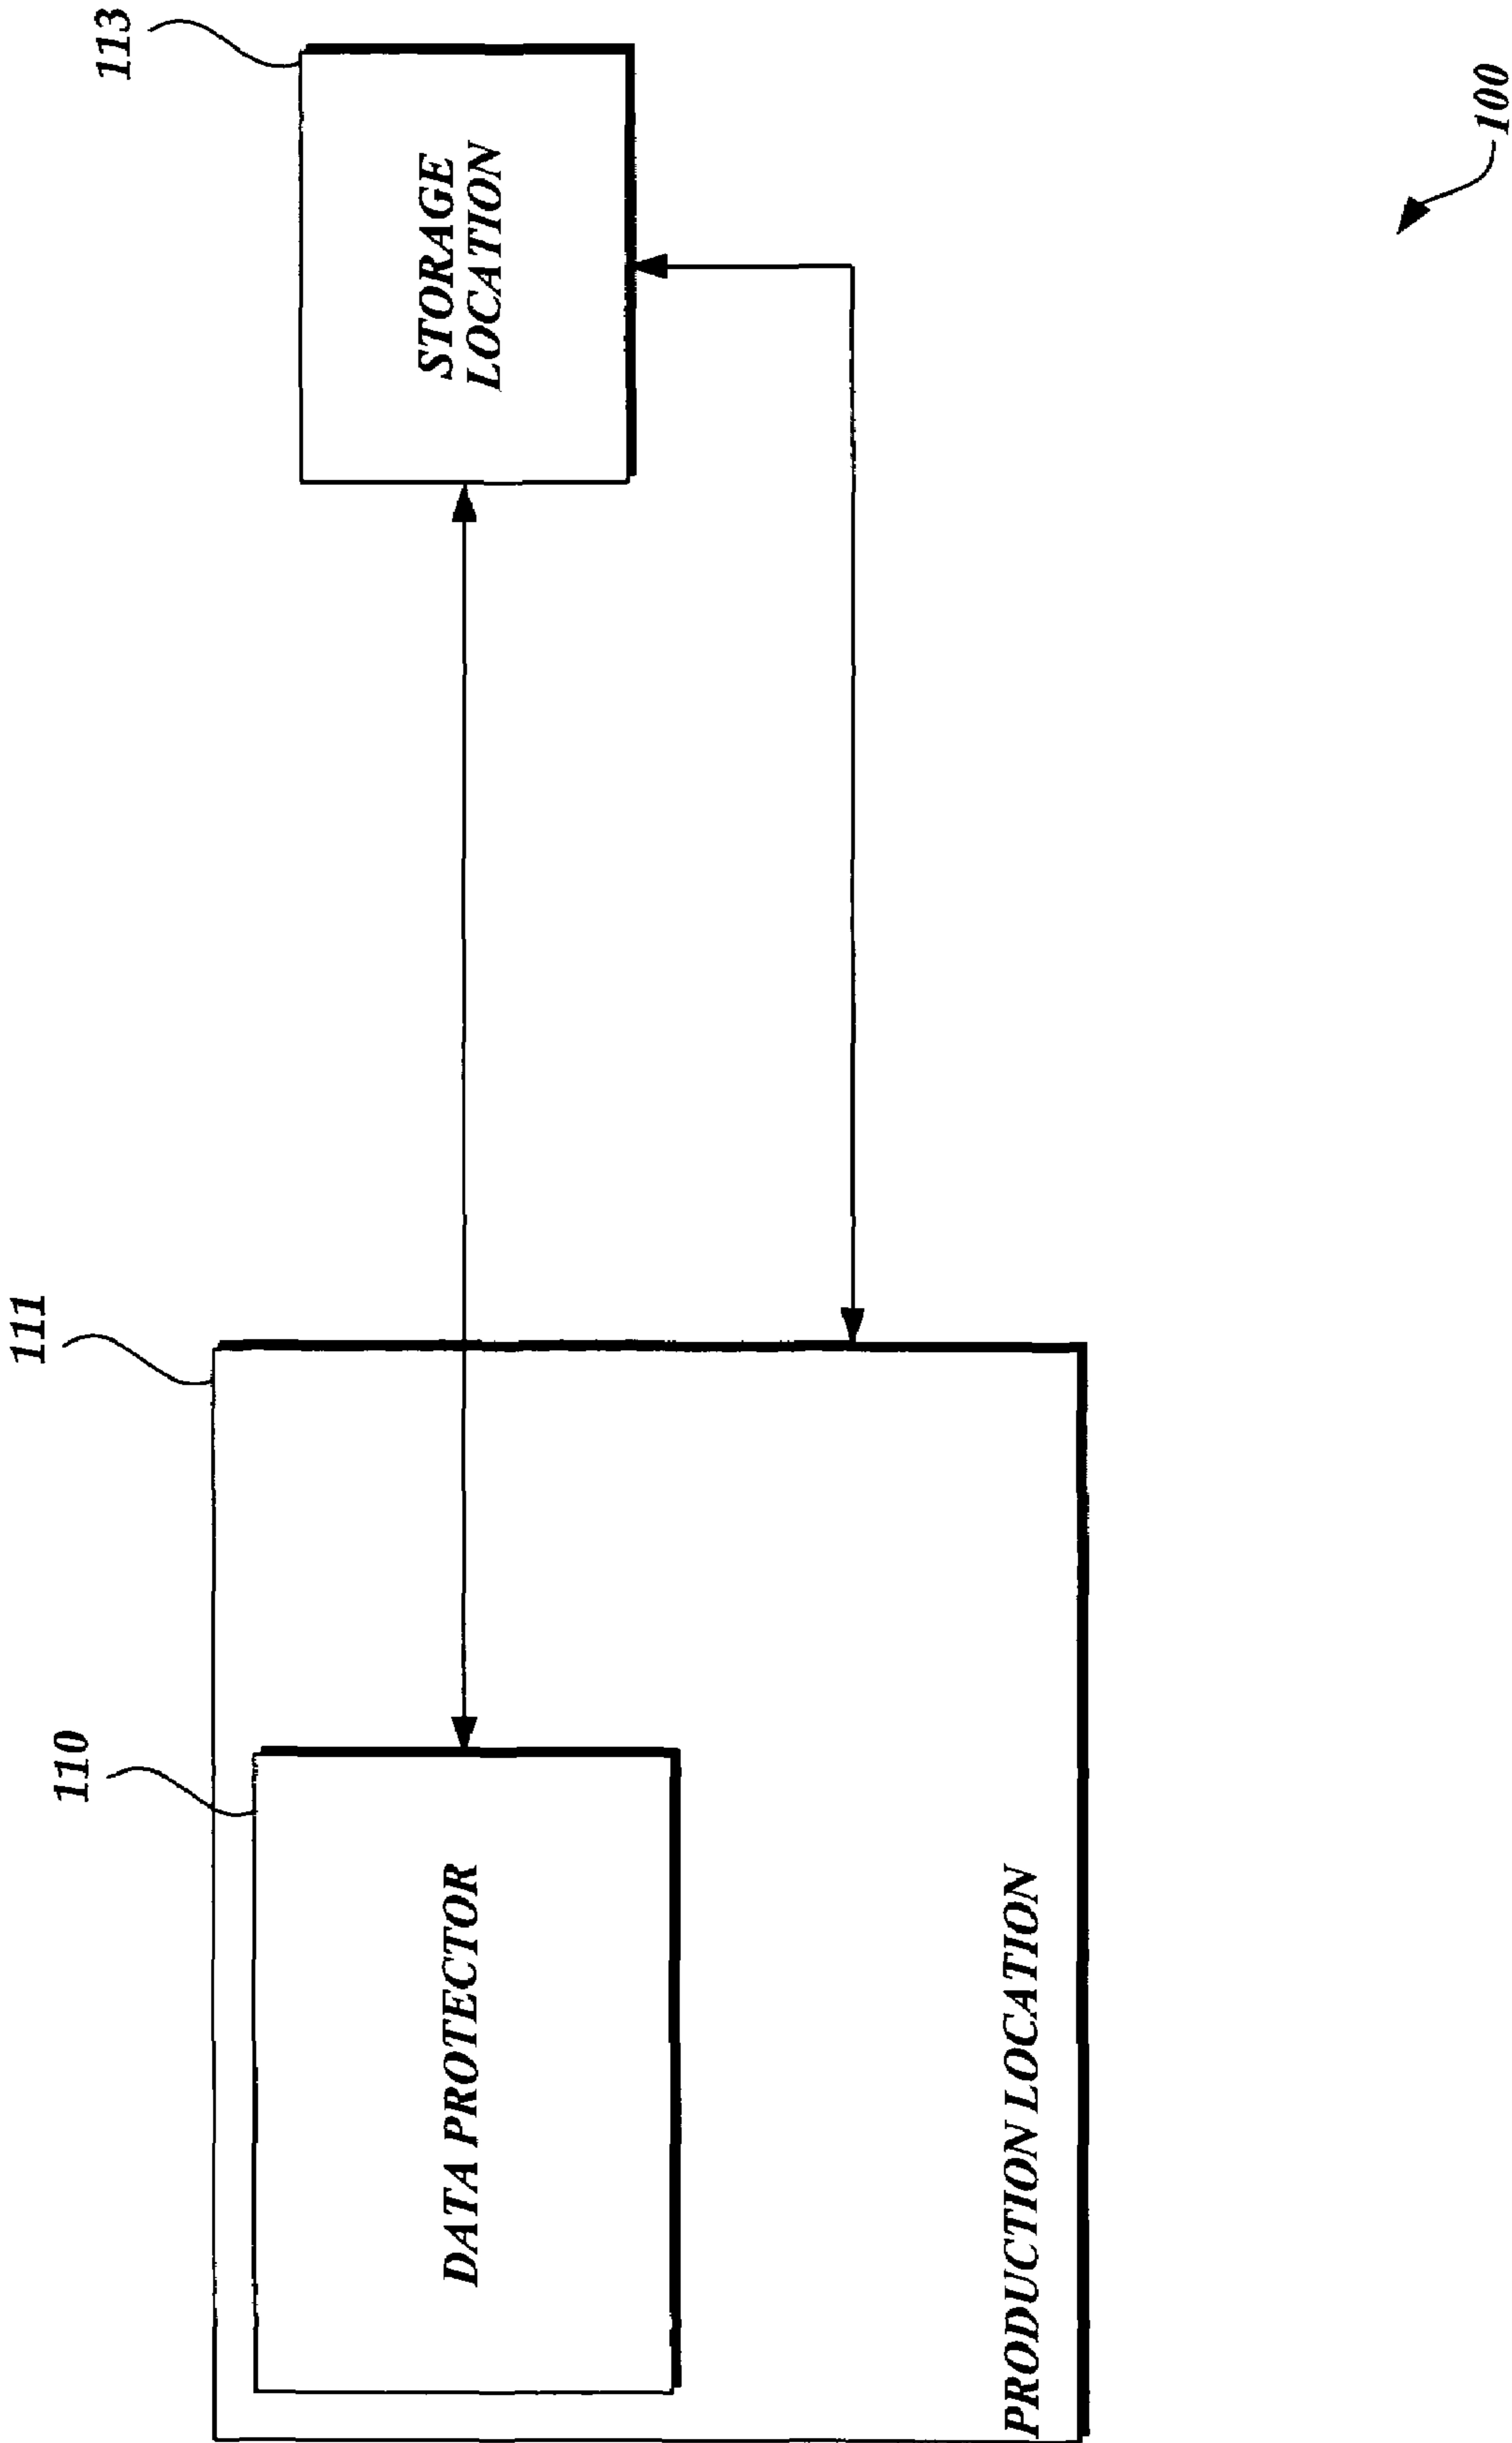 110
111
113
DATA PROTECTOR
STORAGE
LOCATION
PRODUCTION LOCATION
100